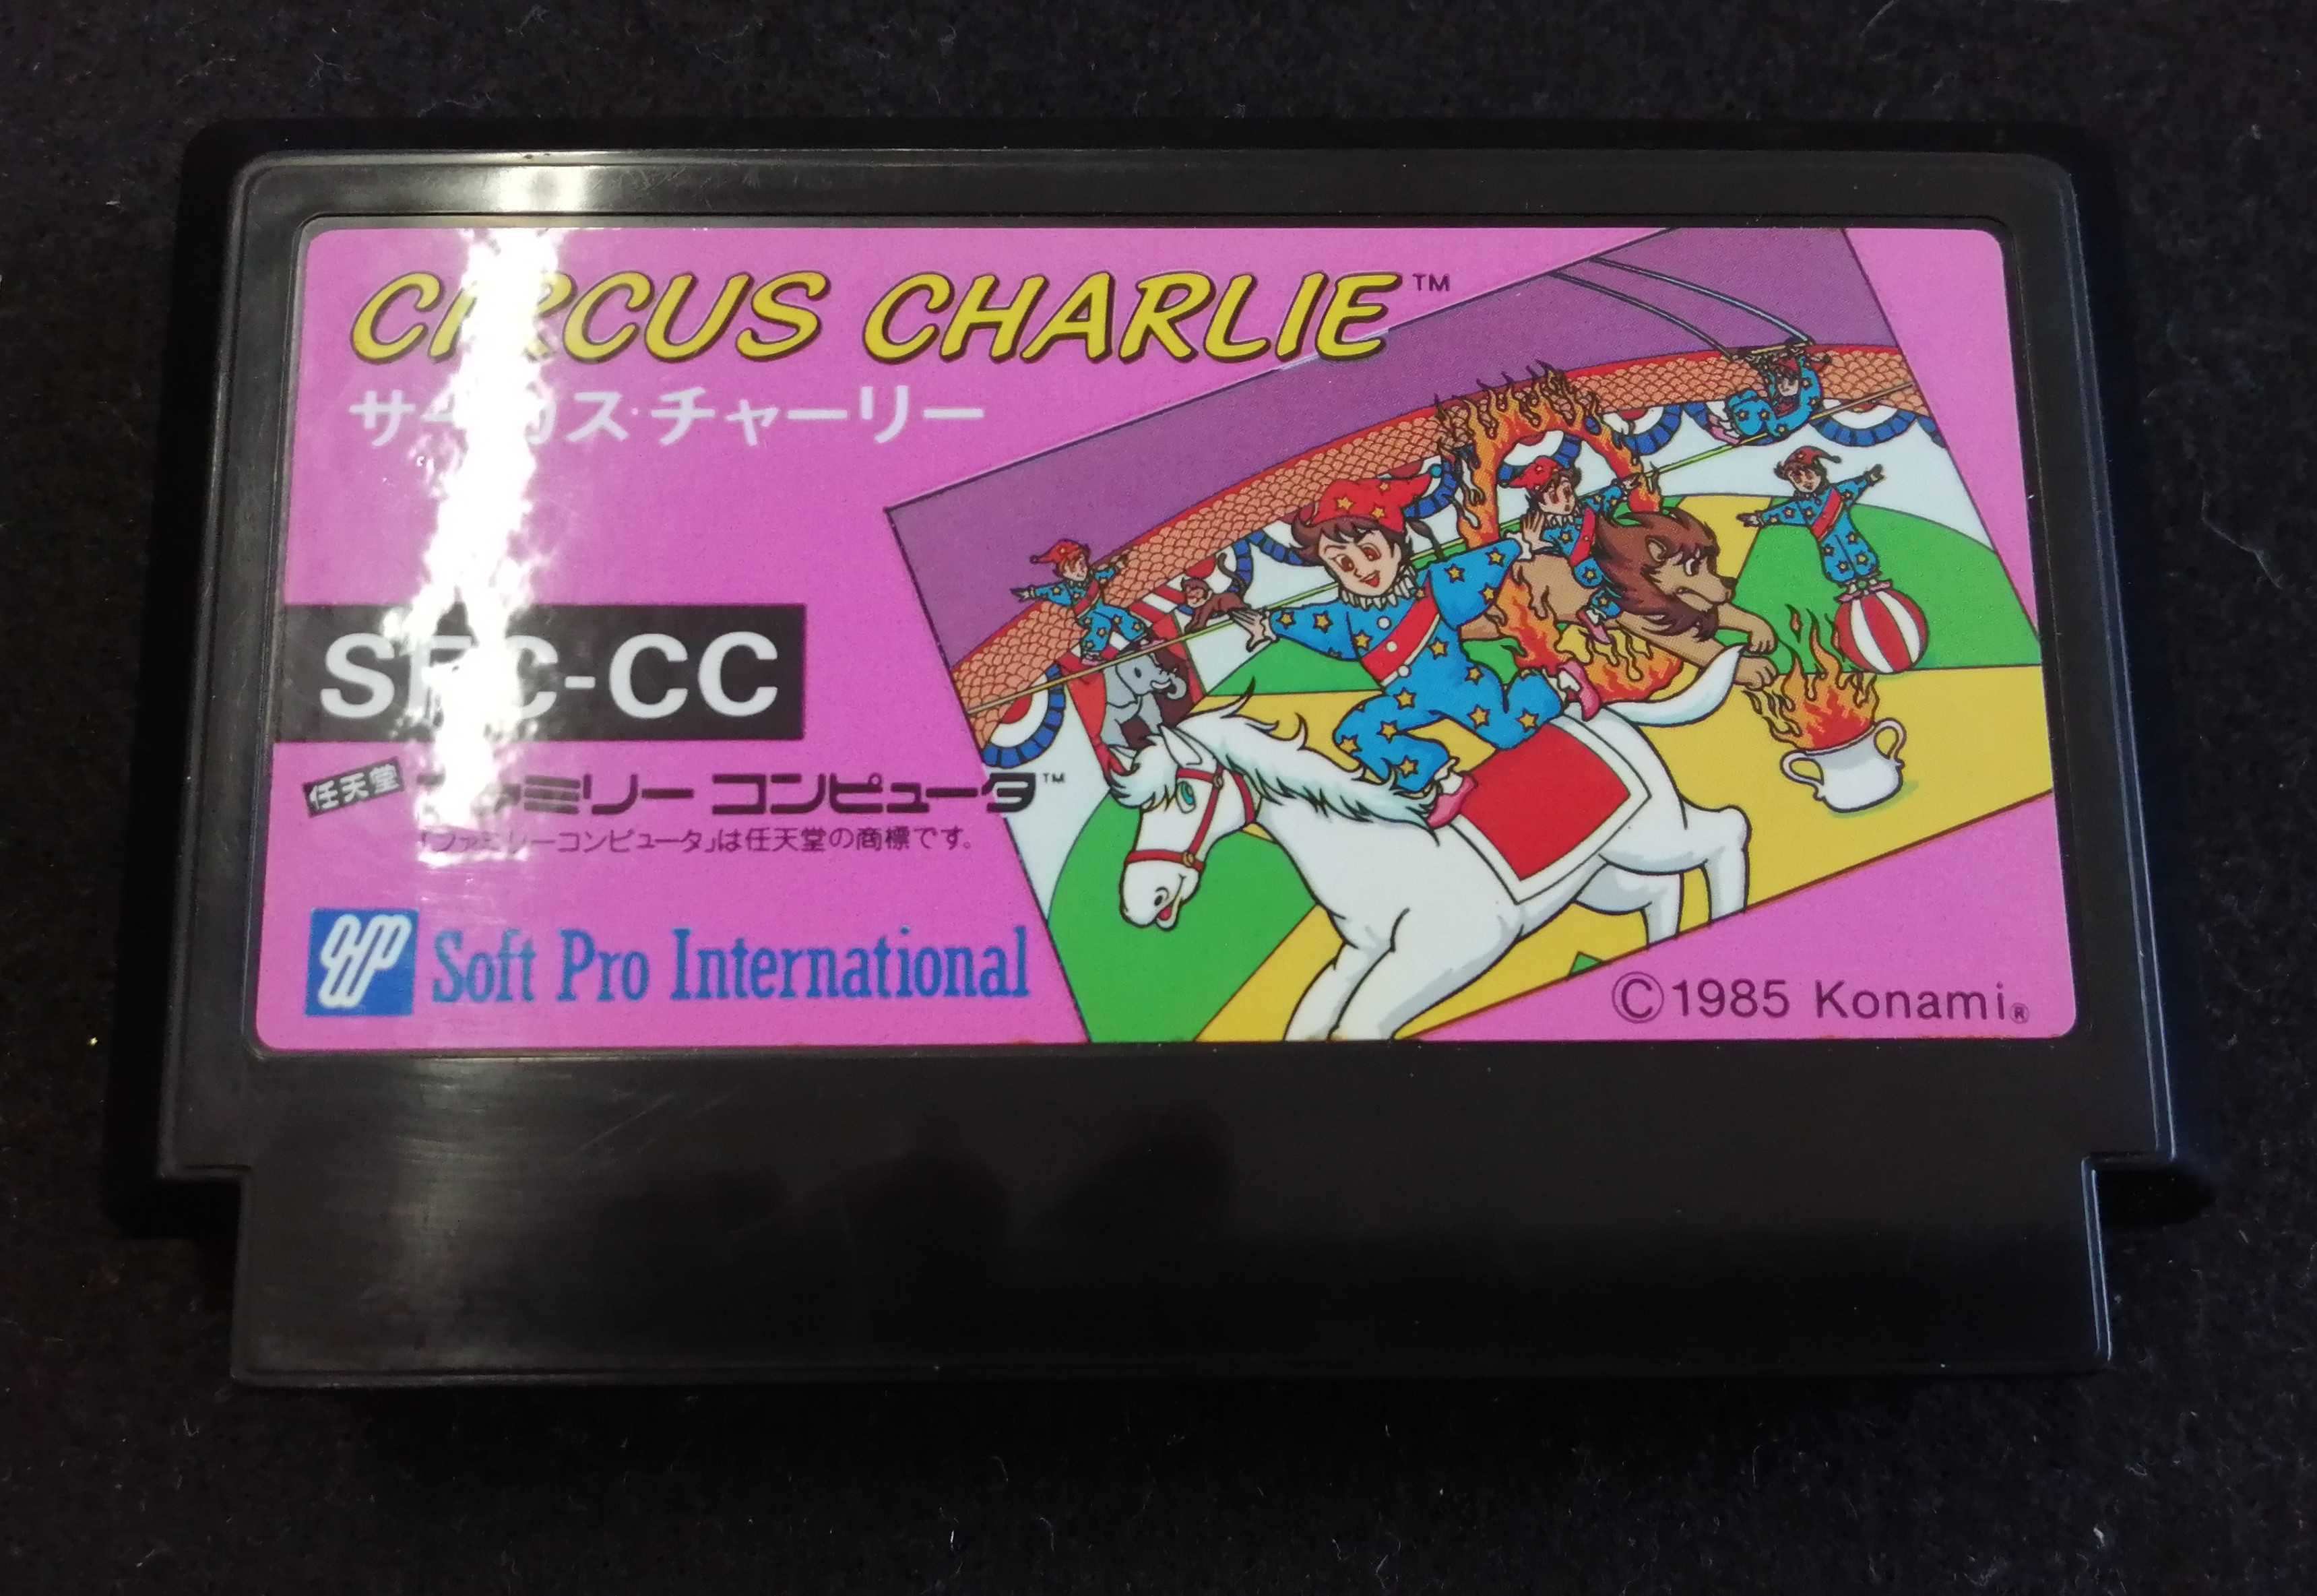 CIRCUS CHARLIE™
サーカス・チャーリー
SFC-CC
任天堂 ファミリー コンピュータ™
「ファミリーコンピュータ」は任天堂の商標です。
Soft Pro International
©1985 Konami®